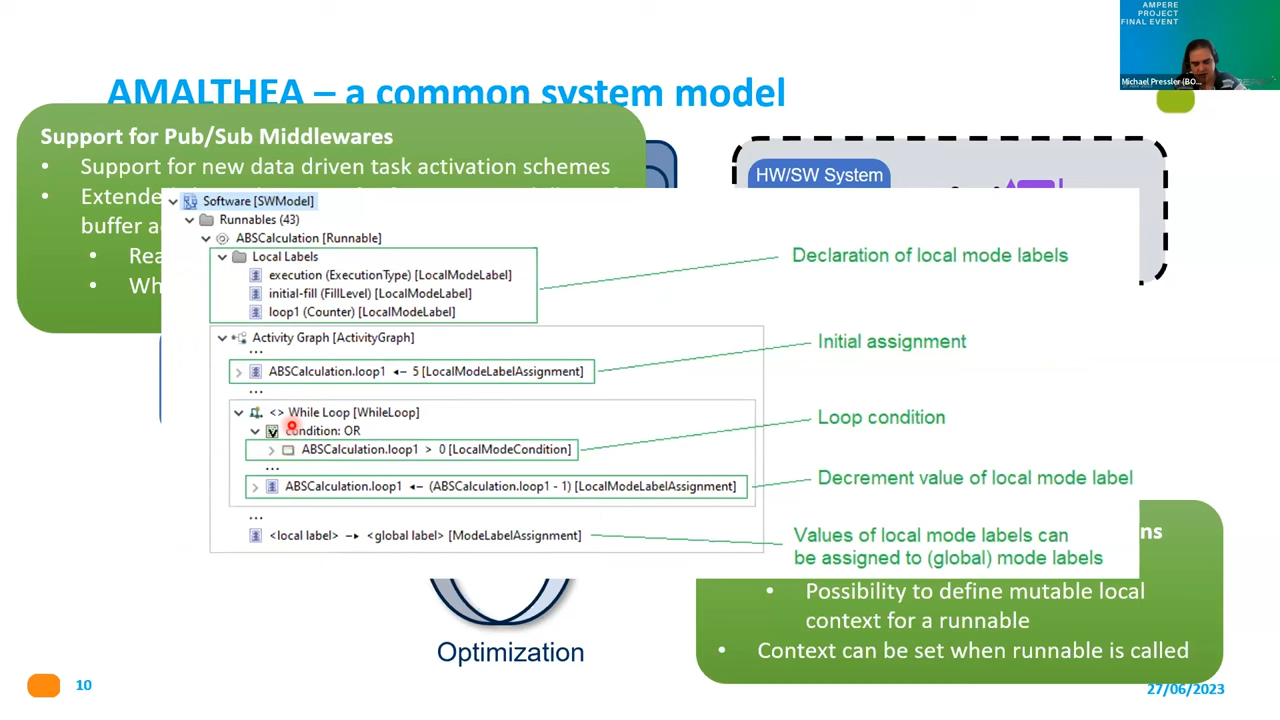 AMPERE
PROJECT
FINAL EVENT
Michael Pressler (BO...
AMALTHEA – a common system model
Support for Pub/Sub Middlewares
• Support for new data driven task activation schemes
• Extende
buffer a
• Rea
• Wh
HW/SW System
Software [SWModel]
Runnables (43)
ABSCalculation [Runnable]
Local Labels
execution (ExecutionType) [LocalModeLabel]
initial-fill (FillLevel) [LocalModeLabel]
loop1 (Counter) [LocalModeLabel]
Declaration of local mode labels
Activity Graph [ActivityGraph]
...
ABSCalculation.loop1 ← 5 [LocalModeLabelAssignment]
Initial assignment
...
<> While Loop [WhileLoop]
condition: OR
ABSCalculation.loop1 > 0 [LocalModeCondition]
Loop condition
...
ABSCalculation.loop1 ← (ABSCalculation.loop1 - 1) [LocalModeLabelAssignment]
Decrement value of local mode label
...
<local label> → <global label> [ModeLabelAssignment]
Values of local mode labels can
be assigned to (global) mode labels
ns
• Possibility to define mutable local
context for a runnable
• Context can be set when runnable is called
Optimization
10
27/06/2023